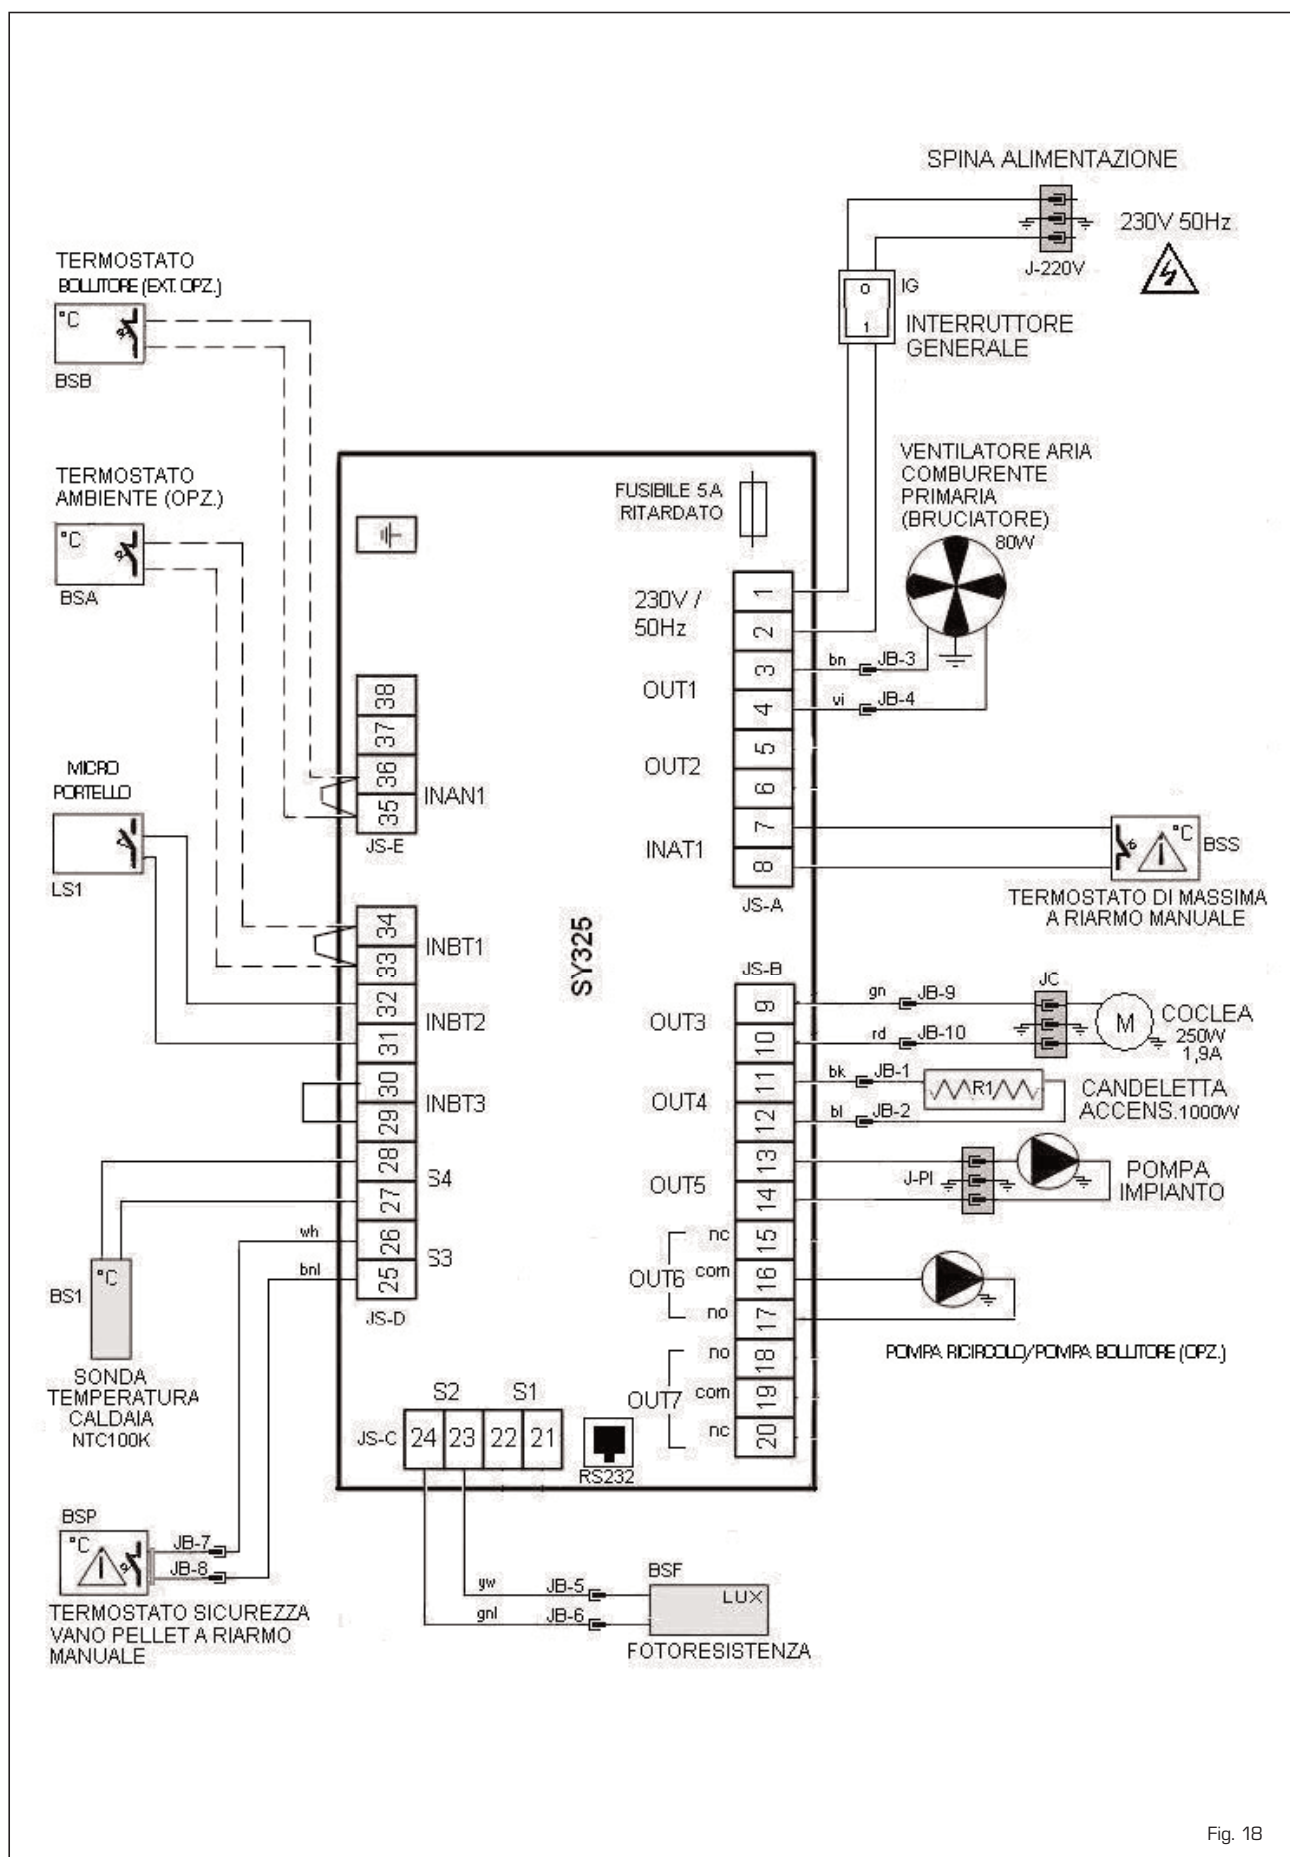 SPINA ALIMENTAZIONE
230V 50Hz
J-220V
TERMOSTATO
BOLLITORE (EXT. OPZ.)
°C
BSB
0
1
IG
INTERRUTTORE
GENERALE
TERMOSTATO
AMBIENTE (OPZ.)
°C
BSA
FUSIBILE 5A
RITARDATO
VENTILATORE ARIA
COMBURENTE
PRIMARIA
(BRUCIATORE)
80W
230V /
50Hz
1
2
bn
JB-3
OUT1
3
vi
JB-4
4
OUT2
5
6
INAT1
7
8
JS-A
38
37
36
35
INAN1
JS-E
MICRO
PORTELLO
LS1
°C
BSS
TERMOSTATO DI MASSIMA
A RIARMO MANUALE
34
33
INBT1
32
31
INBT2
30
29
INBT3
28
27
S4
26
25
S3
JS-D
SY325
JS-B
OUT3
9
10
gn
JB-9
rd
JB-10
JC
M
COCLEA
250W
1,9A
OUT4
11
12
bk
JB-1
bl
JB-2
R1
CANDELETTA
ACCENS.1000W
OUT5
13
14
J-PI
POMPA
IMPIANTO
OUT6
nc
15
com
16
no
17
POMPA RICIRCOLO/POMPA BOLLITORE (OPZ.)
OUT7
no
18
com
19
nc
20
wh
bnl
BS1
°C
SONDA
TEMPERATURA
CALDAIA
NTC100K
S2
S1
JS-C
24
23
22
21
RS232
BSP
°C
JB-7
JB-8
TERMOSTATO SICUREZZA
VANO PELLET A RIARMO
MANUALE
gw
JB-5
gnl
JB-6
BSF
LUX
FOTORESISTENZA
Fig. 18